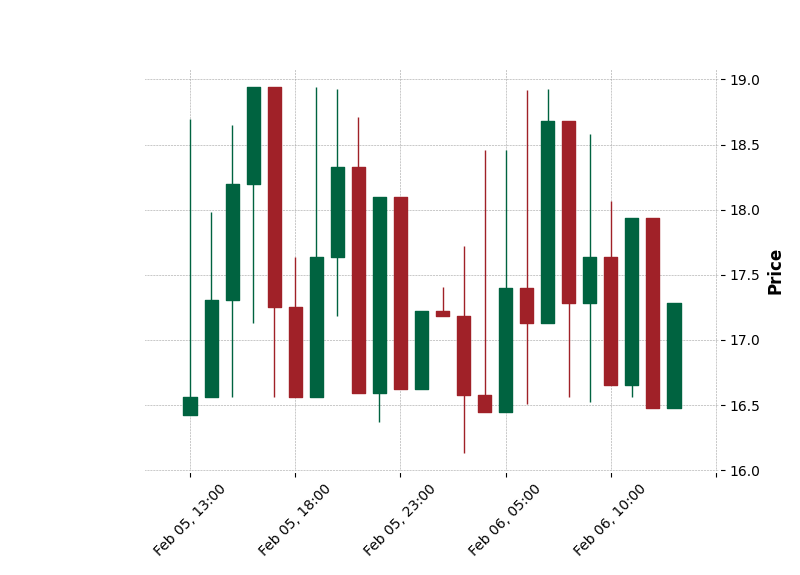 19.0
18.5
18.0
17.5
17.0
16.5
16.0
Price
Feb 05, 13:00
Feb 05, 18:00
Feb 05, 23:00
Feb 06, 05:00
Feb 06, 10:00